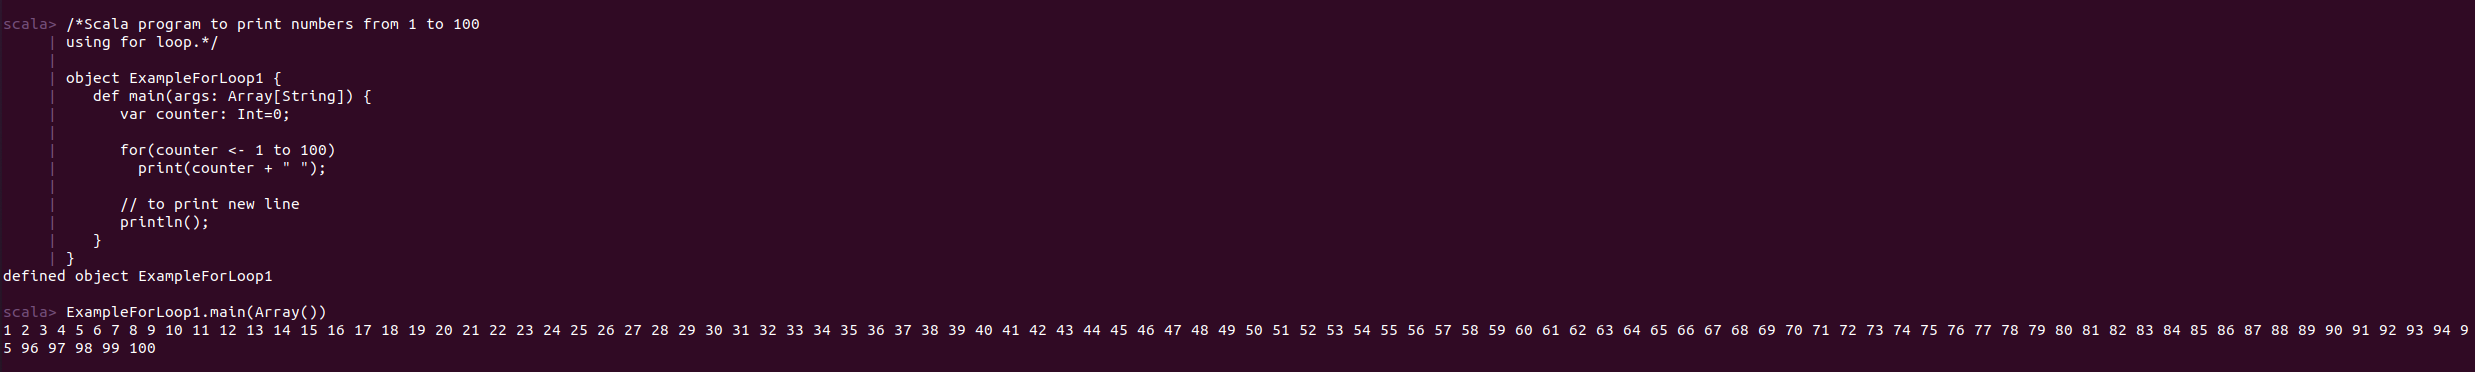 scala> /*Scala program to print numbers from 1 to 100
     | using for loop.*/
     |
     | object ExampleForLoop1 {
     |    def main(args: Array[String]) {
     |       var counter: Int=0;
     |
     |       for(counter <- 1 to 100)
     |         print(counter + " ");
     |
     |       // to print new line
     |       println();
     |    }
     | }
defined object ExampleForLoop1

scala> ExampleForLoop1.main(Array())
1 2 3 4 5 6 7 8 9 10 11 12 13 14 15 16 17 18 19 20 21 22 23 24 25 26 27 28 29 30 31 32 33 34 35 36 37 38 39 40 41 42 43 44 45 46 47 48 49 50 51 52 53 54 55 56 57 58 59 60 61 62 63 64 65 66 67 68 69 70 71 72 73 74 75 76 77 78 79 80 81 82 83 84 85 86 87 88 89 90 91 92 93 94 9
5 96 97 98 99 100